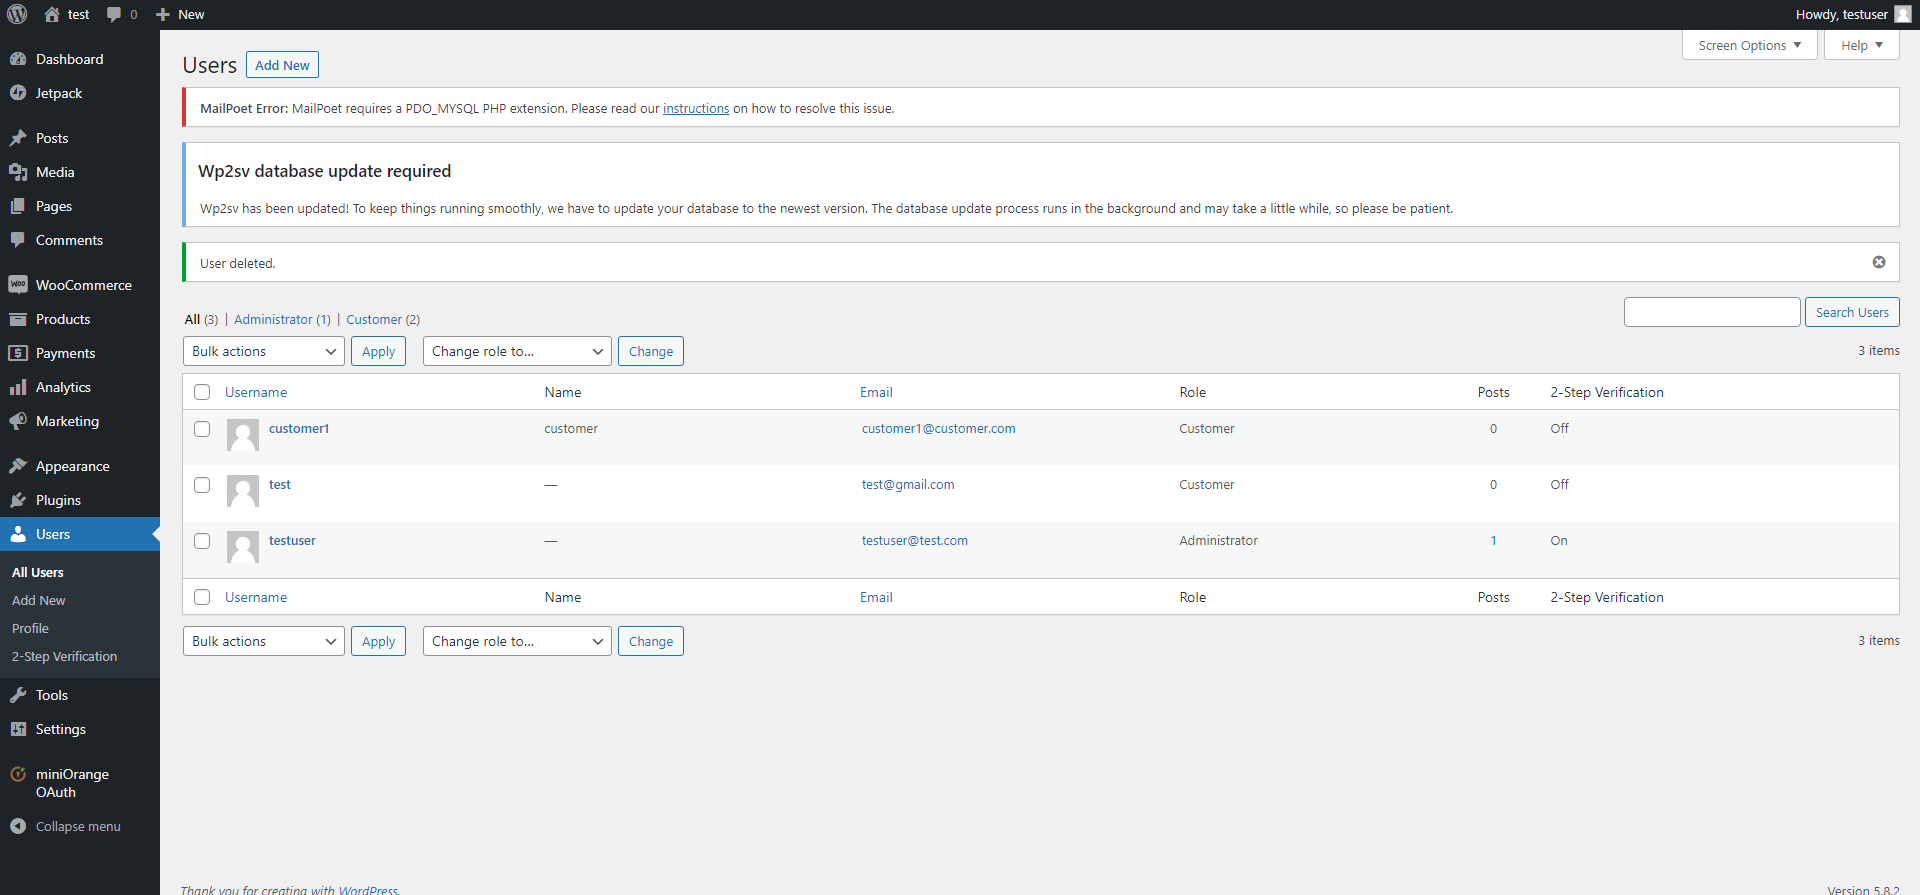 test
0
New
Howdy, testuser
Dashboard
Jetpack
Posts
Media
Pages
Comments
WooCommerce
Products
Payments
Analytics
Marketing
Appearance
Plugins
Users
All Users
Add New
Profile
2-Step Verification
Tools
Settings
miniOrange
OAuth
Collapse menu
Screen Options
Help
Users
Add New
MailPoet Error: MailPoet requires a PDO_MYSQL PHP extension. Please read our instructions on how to resolve this issue.
Wp2sv database update required
Wp2sv has been updated! To keep things running smoothly, we have to update your database to the newest version. The database update process runs in the background and may take a little while, so please be patient.
User deleted.
All (3) | Administrator (1) | Customer (2)
Search Users
Bulk actions Apply Change role to... Change 3 items
Username Name Email Role Posts 2-Step Verification
customer1 customer customer1@customer.com Customer 0 Off
test — test@gmail.com Customer 0 Off
testuser — testuser@test.com Administrator 1 On
Username Name Email Role Posts 2-Step Verification
Bulk actions Apply Change role to... Change 3 items
Thank you for creating with WordPress.
Version 5.8.2